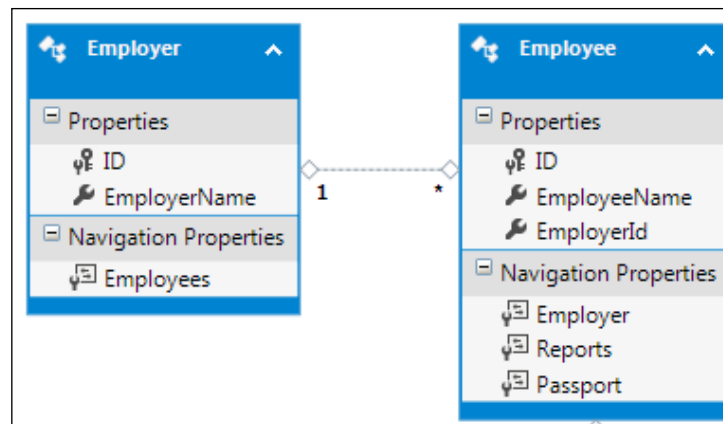 Employer
Properties
ID
EmployerName
Navigation Properties
Employees
1
*
Employee
Properties
ID
EmployeeName
EmployerId
Navigation Properties
Employer
Reports
Passport